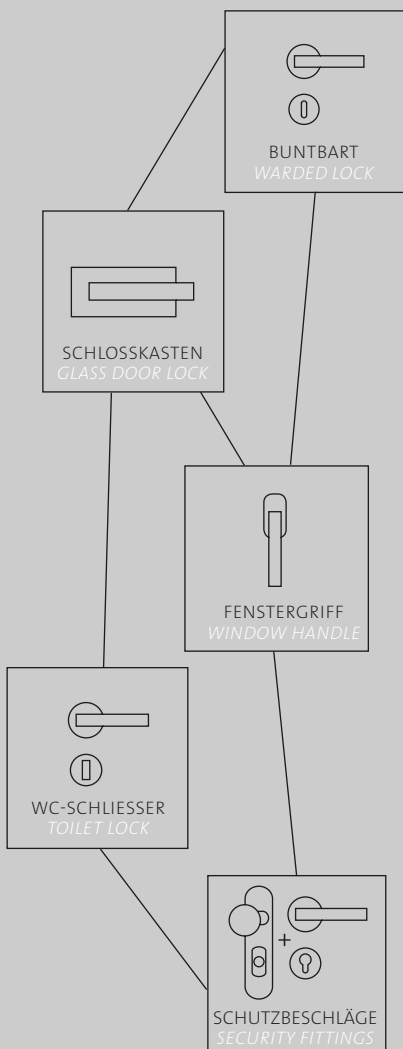 BUNTBART
WARDED LOCK
SCHLOSSKASTEN
GLASS DOOR LOCK
FENSTERGRIFF
WINDOW HANDLE
WC-SCHLIESSER
TOILET LOCK
+
SCHUTZBESCHLÄGE
SECURITY FITTINGS